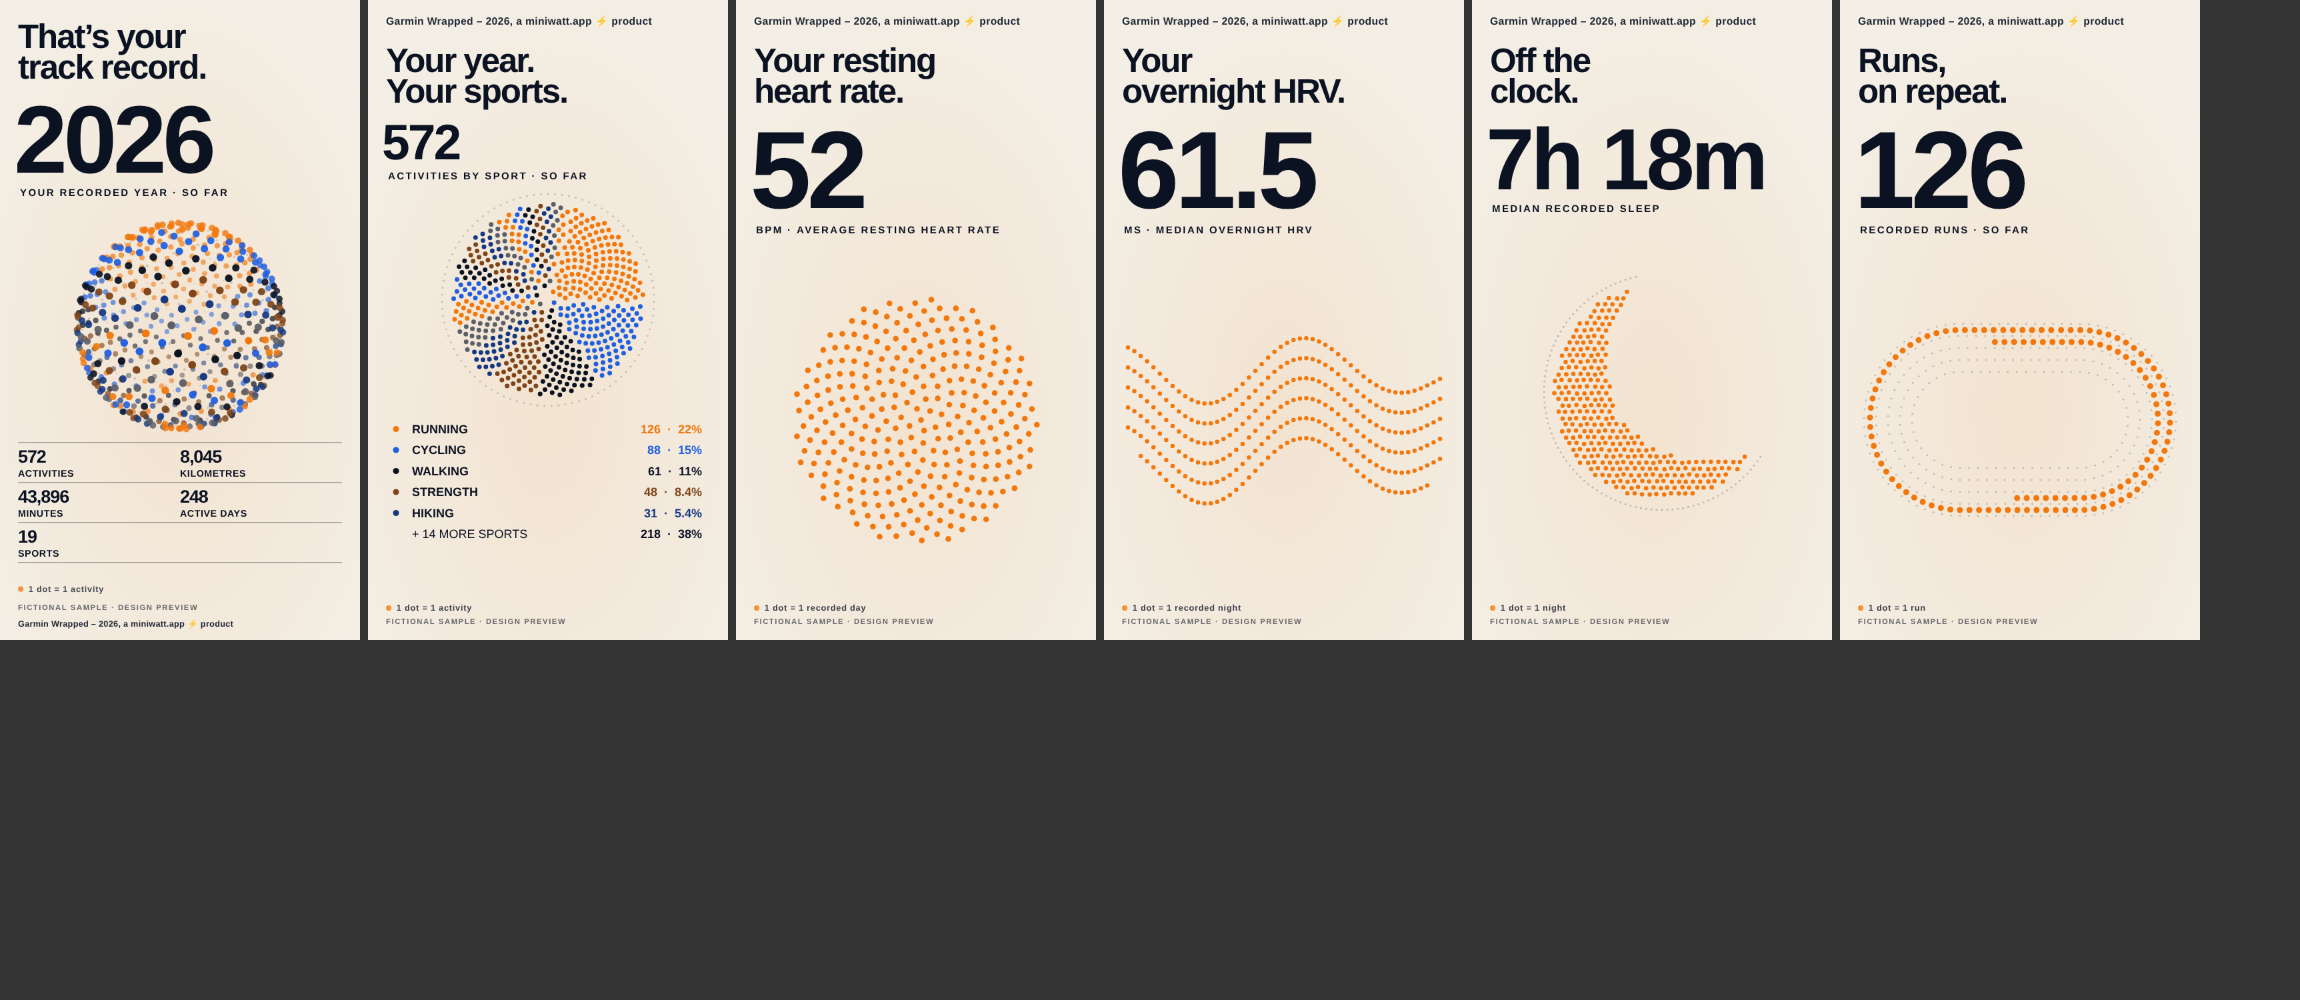 That’s your
track record.
2026
YOUR RECORDED YEAR · SO FAR
572
ACTIVITIES
8,045
KILOMETRES
43,896
MINUTES
248
ACTIVE DAYS
19
SPORTS
1 dot = 1 activity
FICTIONAL SAMPLE · DESIGN PREVIEW
Garmin Wrapped – 2026, a miniwatt.app ⚡ product
Garmin Wrapped – 2026, a miniwatt.app ⚡ product
Your year.
Your sports.
572
ACTIVITIES BY SPORT · SO FAR
RUNNING 126 · 22%
CYCLING 88 · 15%
WALKING 61 · 11%
STRENGTH 48 · 8.4%
HIKING 31 · 5.4%
+ 14 MORE SPORTS 218 · 38%
1 dot = 1 activity
FICTIONAL SAMPLE · DESIGN PREVIEW
Garmin Wrapped – 2026, a miniwatt.app ⚡ product
Your resting
heart rate.
52
BPM · AVERAGE RESTING HEART RATE
1 dot = 1 recorded day
FICTIONAL SAMPLE · DESIGN PREVIEW
Garmin Wrapped – 2026, a miniwatt.app ⚡ product
Your
overnight HRV.
61.5
MS · MEDIAN OVERNIGHT HRV
1 dot = 1 recorded night
FICTIONAL SAMPLE · DESIGN PREVIEW
Garmin Wrapped – 2026, a miniwatt.app ⚡ product
Off the
clock.
7h 18m
MEDIAN RECORDED SLEEP
1 dot = 1 night
FICTIONAL SAMPLE · DESIGN PREVIEW
Garmin Wrapped – 2026, a miniwatt.app ⚡ product
Runs,
on repeat.
126
RECORDED RUNS · SO FAR
1 dot = 1 run
FICTIONAL SAMPLE · DESIGN PREVIEW